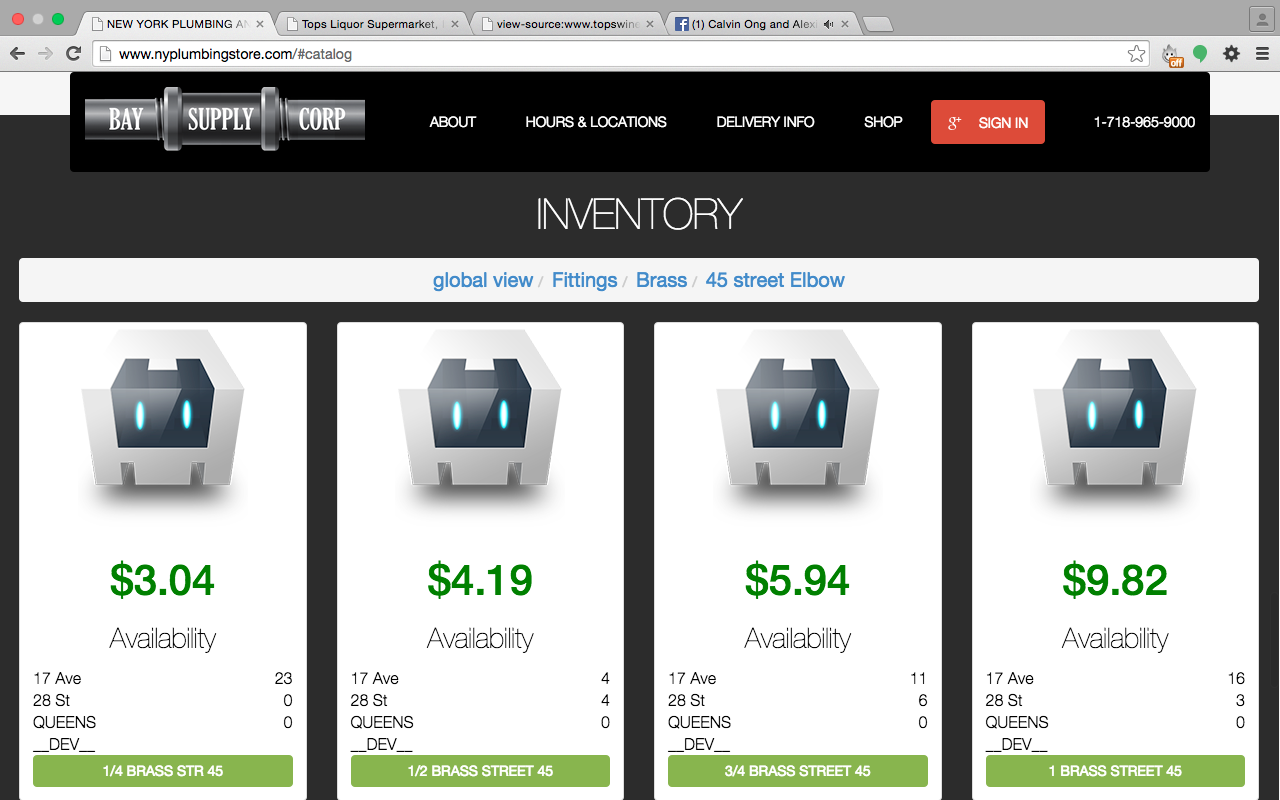 NEW YORK PLUMBING AN
Tops Liquor Supermarket,
view-source:www.topswine
(1) Calvin Ong and Alexi
www.nyplumbingstore.com/#catalog
off
BAY SUPPLY CORP
ABOUT HOURS & LOCATIONS DELIVERY INFO SHOP g+ SIGN IN 1-718-965-9000
INVENTORY
global view / Fittings / Brass / 45 street Elbow
$3.04
Availability
17 Ave 23
28 St 0
QUEENS 0
__DEV__
1/4 BRASS STR 45
$4.19
Availability
17 Ave 4
28 St 4
QUEENS 0
__DEV__
1/2 BRASS STREET 45
$5.94
Availability
17 Ave 11
28 St 6
QUEENS 0
__DEV__
3/4 BRASS STREET 45
$9.82
Availability
17 Ave 16
28 St 3
QUEENS 0
__DEV__
1 BRASS STREET 45